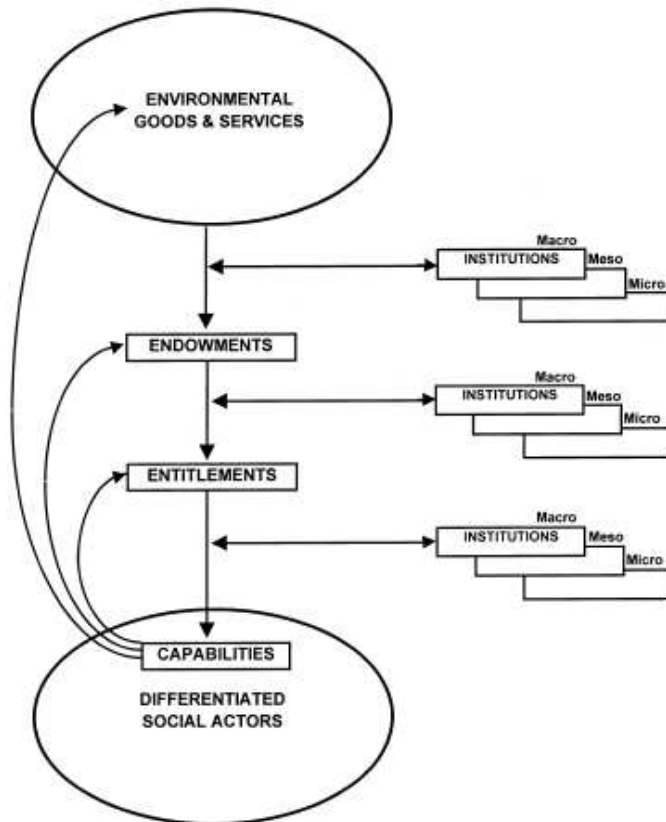 ENVIRONMENTAL
GOODS & SERVICES
Macro
INSTITUTIONS
Meso
Micro
ENDOWMENTS
Macro
INSTITUTIONS
Meso
Micro
ENTITLEMENTS
Macro
INSTITUTIONS
Meso
Micro
CAPABILITIES
DIFFERENTIATED
SOCIAL ACTORS